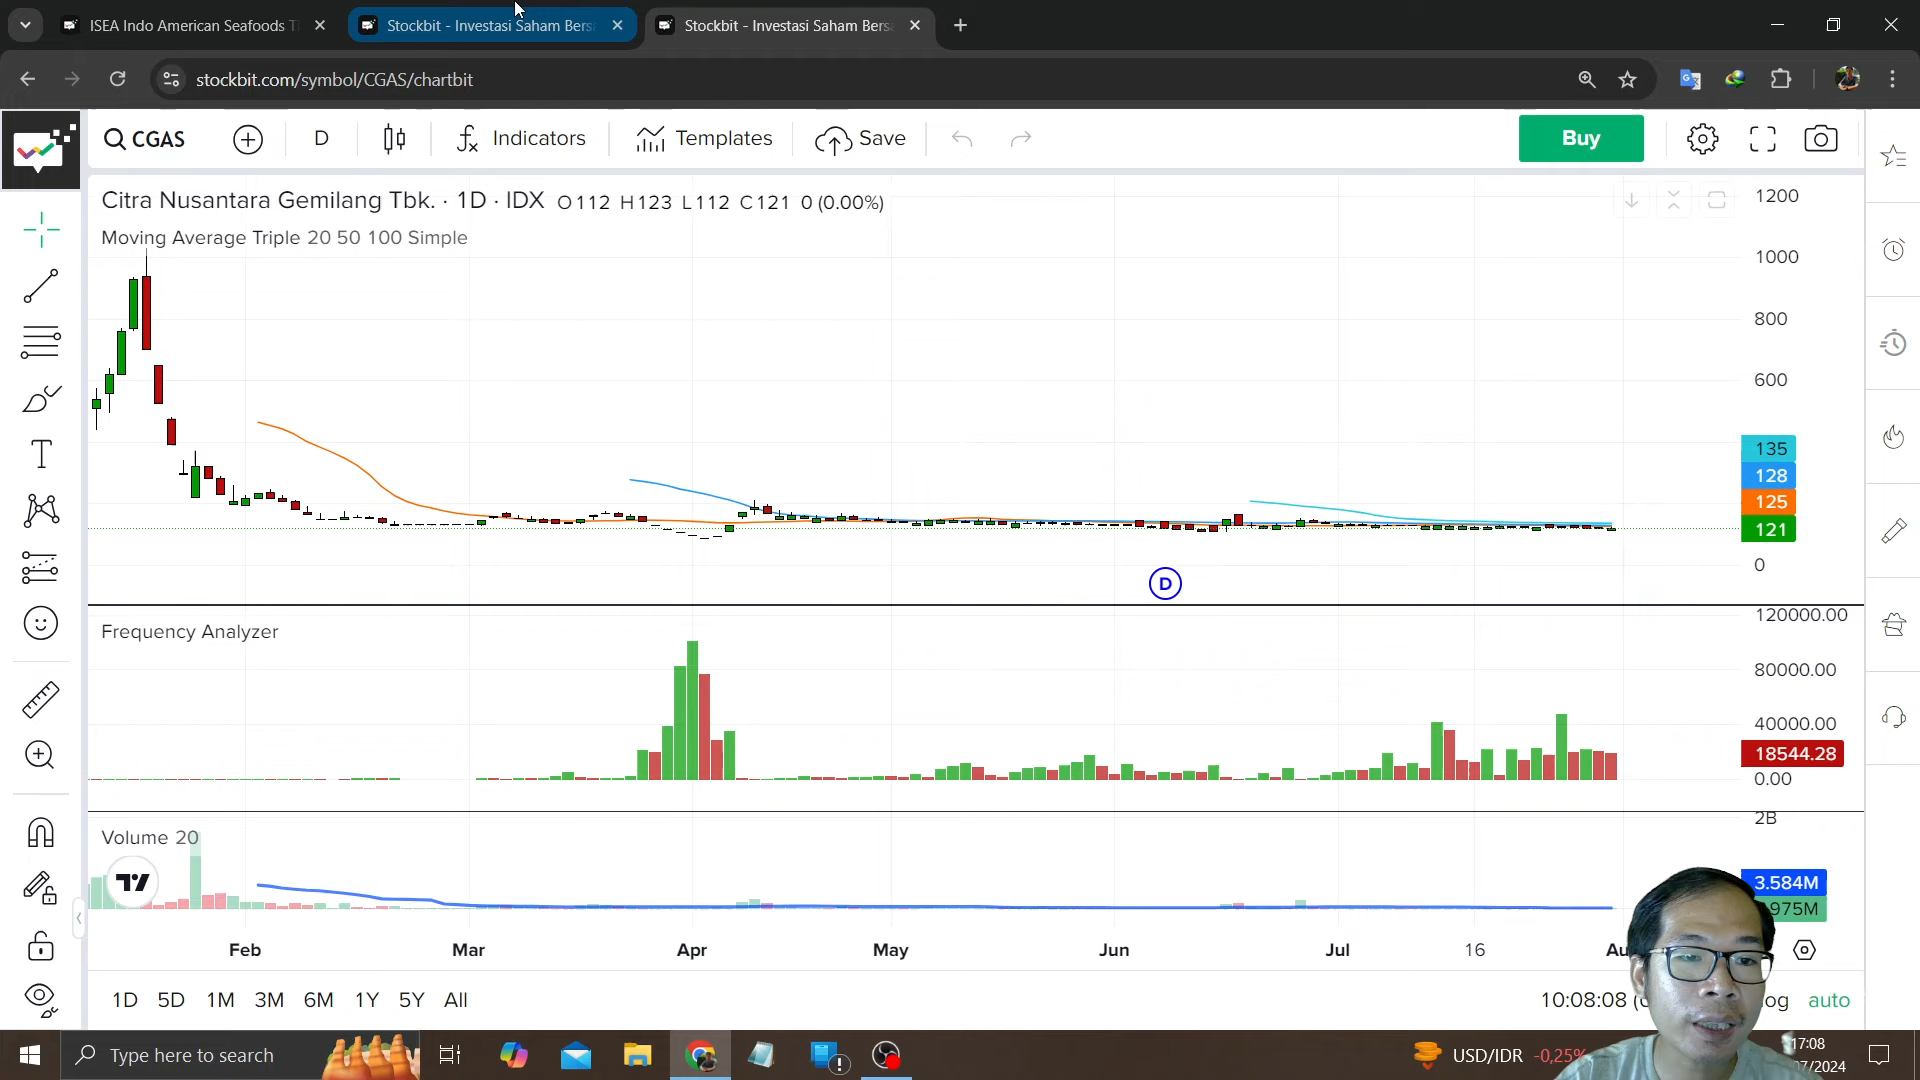 ISEA Indo American Seafoods T
Stockbit - Investasi Saham Bers
Stockbit - Investasi Saham Bers
stockbit.com/symbol/CGAS/chartbit
CGAS
D
Indicators
Templates
Save
Buy
Citra Nusantara Gemilang Tbk. · 1D · IDX O112 H123 L112 C121 0 (0.00%)
Moving Average Triple 20 50 100 Simple
1200
1000
800
600
135
128
125
121
0
D
Frequency Analyzer
120000.00
80000.00
40000.00
18544.28
0.00
Volume 20
2B
3.584M
975M
Feb Mar Apr May Jun Jul 16 Au
1D 5D 1M 3M 6M 1Y 5Y All
10:08:08 og auto
Type here to search
USD/IDR -0,25%
17:08
07/2024